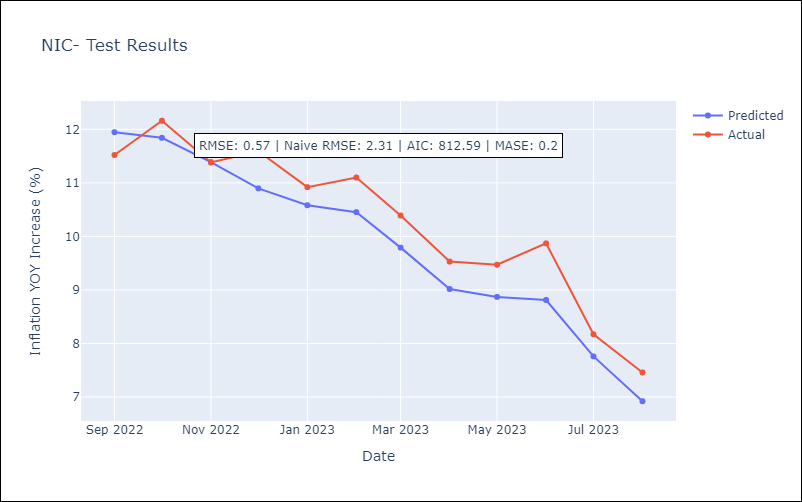 NIC- Test Results
Predicted
Actual
RMSE: 0.57 | Naive RMSE: 2.31 | AIC: 812.59 | MASE: 0.2
Inflation YOY Increase (%)
12
11
10
9
8
7
Sep 2022 Nov 2022 Jan 2023 Mar 2023 May 2023 Jul 2023
Date